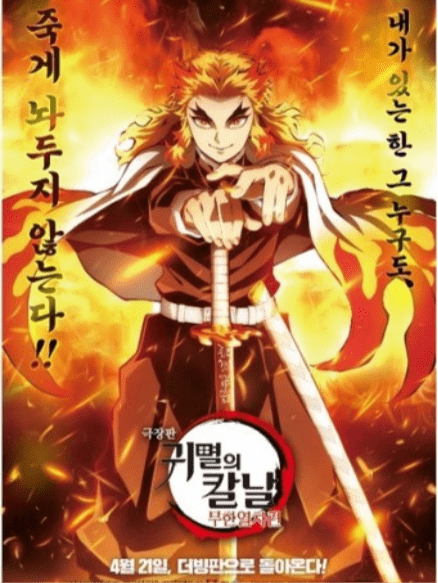 내가 있는 한 그 누구도,
죽게 놔두지 않는다!!
극장판
귀멸의
칼날
무한열차편
4월 21일, 더빙판으로 돌아온다!